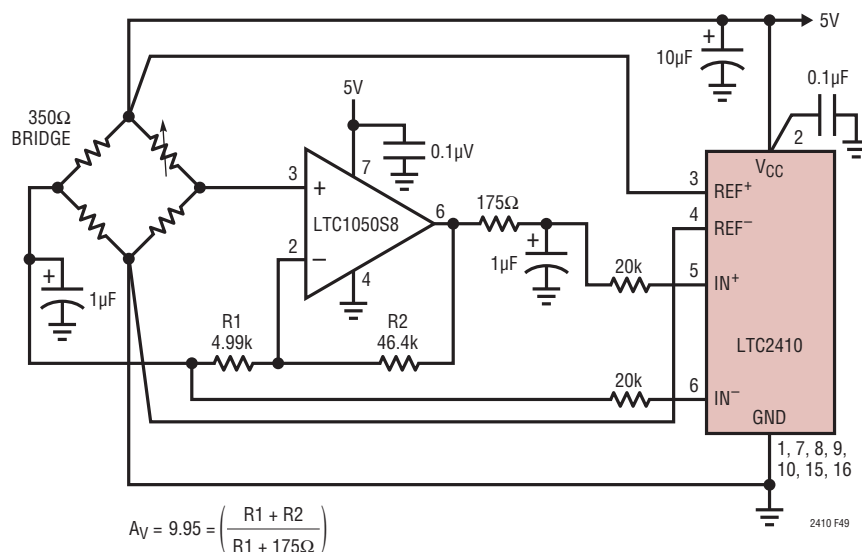 5V
10µF
0.1µF
350Ω
BRIDGE
5V
0.1µV
2
VCC
3
REF+
4
REF−
5
IN+
6
IN−
LTC2410
GND
1, 7, 8, 9,
10, 15, 16
3
+
7
LTC1050S8
6
2
−
4
175Ω
+
1µF
20k
+
1µF
R1
4.99k
R2
46.4k
20k
+
AV = 9.95 = (R1 + R2
R1 + 175Ω)
2410 F49